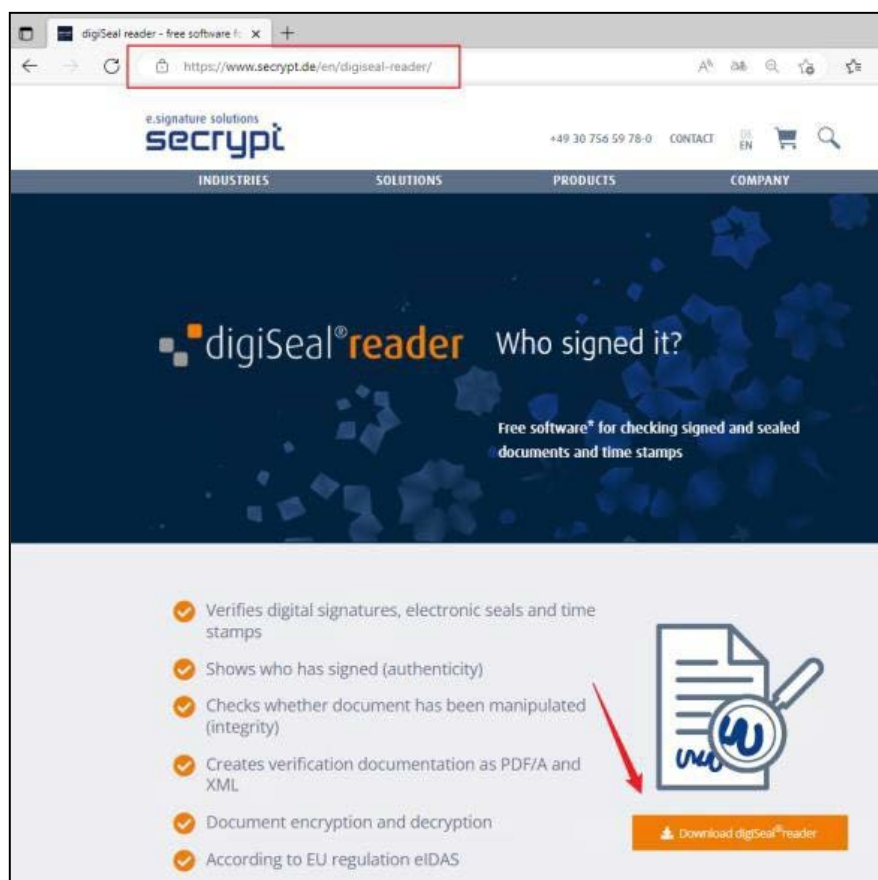 digiSeal reader - free software f
https://www.secrypt.de/en/digiseal-reader/
e.signature solutions
secrypt
+49 30 756 59 78-0 CONTACT DE
EN
INDUSTRIES SOLUTIONS PRODUCTS COMPANY
digiSeal®reader Who signed it?
Free software* for checking signed and sealed
documents and time stamps
Verifies digital signatures, electronic seals and time
stamps
Shows who has signed (authenticity)
Checks whether document has been manipulated
(integrity)
Creates verification documentation as PDF/A and
XML
Document encryption and decryption
According to EU regulation eIDAS
Download digiSeal®reader